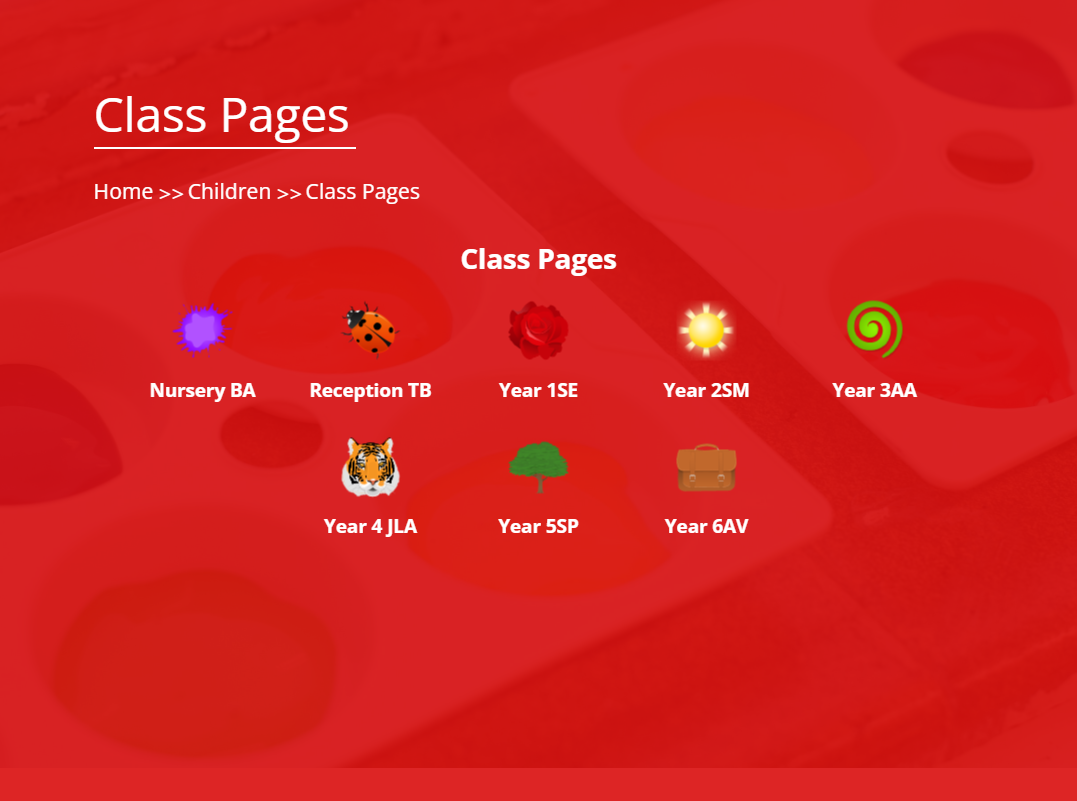 Class Pages
Home >> Children >> Class Pages
Class Pages
Nursery BA
Reception TB
Year 1SE
Year 2SM
Year 3AA
Year 4 JLA
Year 5SP
Year 6AV